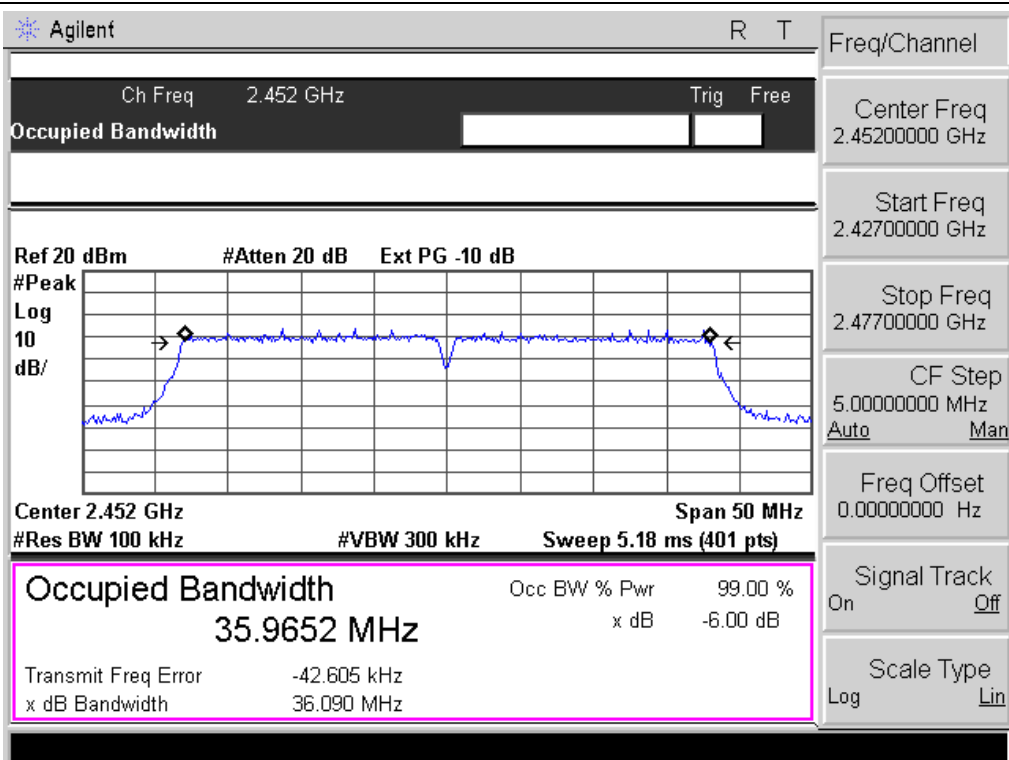 Agilent R T
Ch Freq 2.452 GHz Trig Free
Occupied Bandwidth
Ref 20 dBm #Atten 20 dB Ext PG -10 dB
#Peak
Log
10
dB/
Center 2.452 GHz Span 50 MHz
#Res BW 100 kHz #VBW 300 kHz Sweep 5.18 ms (401 pts)
Occupied Bandwidth Occ BW % Pwr 99.00 %
35.9652 MHz x dB -6.00 dB
Transmit Freq Error -42.605 kHz
x dB Bandwidth 36.090 MHz
Freq/Channel
Center Freq
2.45200000 GHz
Start Freq
2.42700000 GHz
Stop Freq
2.47700000 GHz
CF Step
5.00000000 MHz
Auto Man
Freq Offset
0.00000000 Hz
Signal Track
On Off
Scale Type
Log Lin